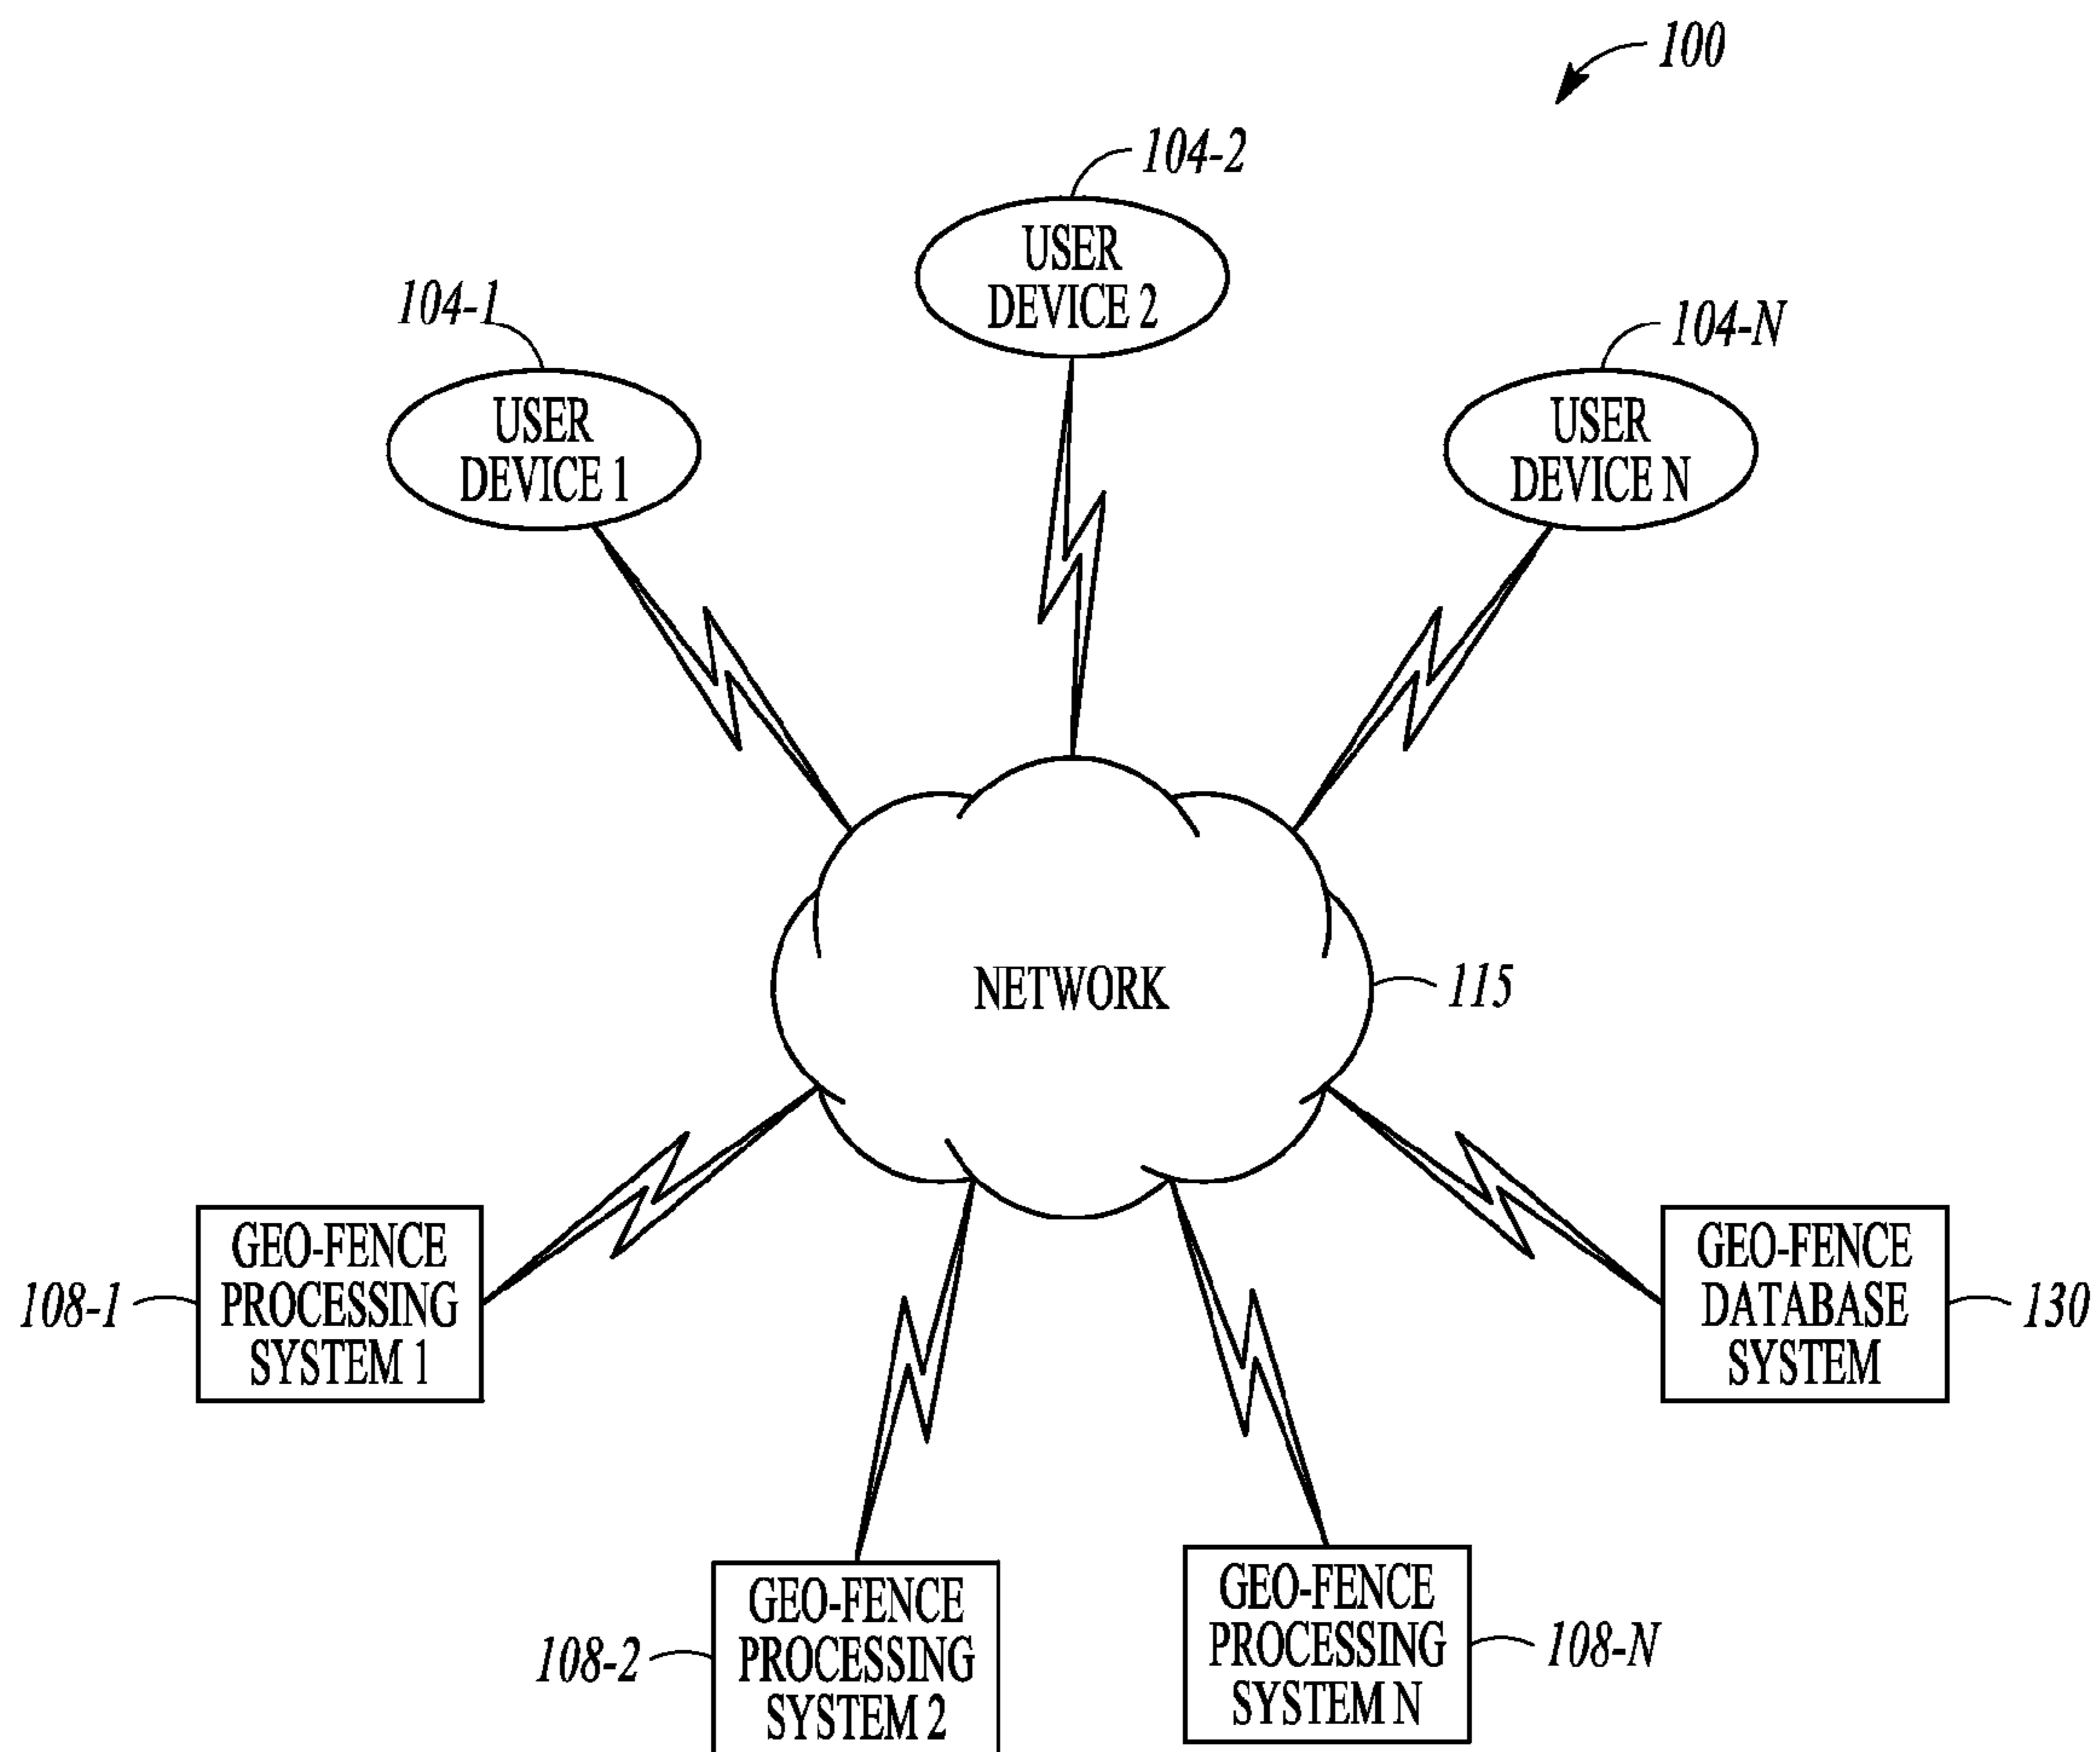 100
104-2
USER
DEVICE 2
104-1
USER
DEVICE 1
104-N
USER
DEVICE N
NETWORK
115
108-1
GEO-FENCE
PROCESSING
SYSTEM 1
GEO-FENCE
DATABASE
SYSTEM
130
108-2
GEO-FENCE
PROCESSING
SYSTEM 2
GEO-FENCE
PROCESSING
SYSTEM N
108-N